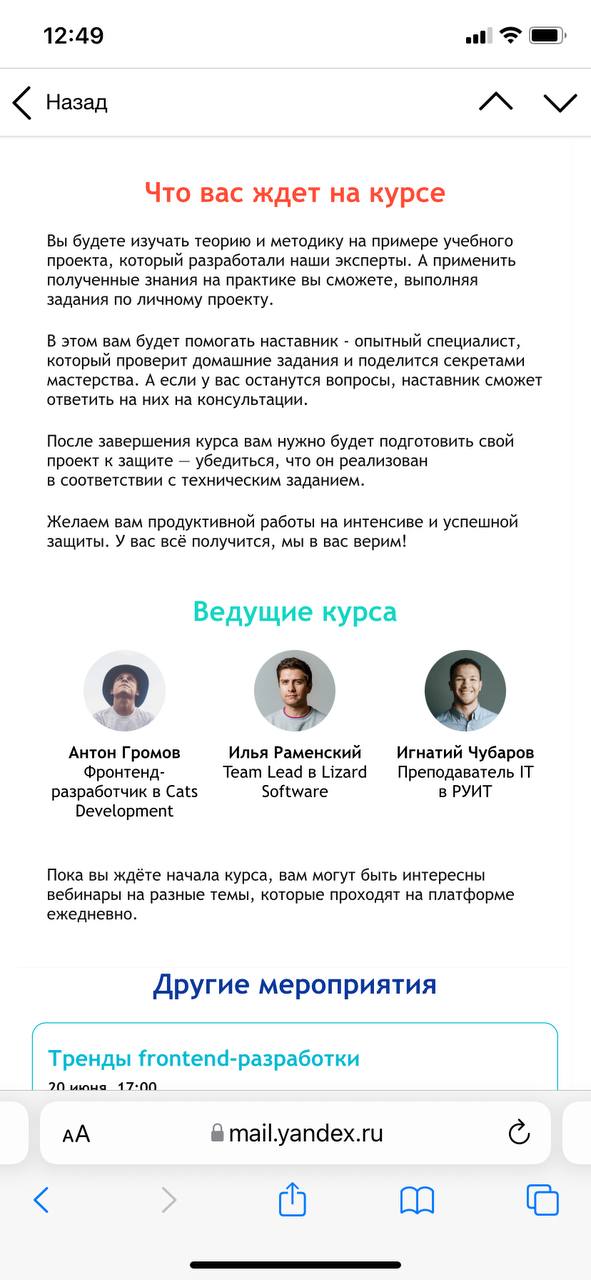 12:49
Назад
Что вас ждет на курсе
Вы будете изучать теорию и методику на примере учебного
проекта, который разработали наши эксперты. А применить
полученные знания на практике вы сможете, выполняя
задания по личному проекту.
В этом вам будет помогать наставник - опытный специалист,
который проверит домашние задания и поделится секретами
мастерства. А если у вас останутся вопросы, наставник сможет
ответить на них на консультации.
После завершения курса вам нужно будет подготовить свой
проект к защите — убедиться, что он реализован
в соответствии с техническим заданием.
Желаем вам продуктивной работы на интенсиве и успешной
защиты. У вас всё получится, мы в вас верим!
Ведущие курса
Антон Громов
Фронтенд-
разработчик в Cats
Development
Илья Раменский
Team Lead в Lizard
Software
Игнатий Чубаров
Преподаватель IT
в РУИТ
Пока вы ждёте начала курса, вам могут быть интересны
вебинары на разные темы, которые проходят на платформе
ежедневно.
Другие мероприятия
Тренды frontend-разработки
20 июня, 17:00
AA
mail.yandex.ru